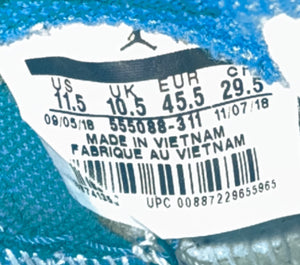 US UK EUR CM
11.5 10.5 45.5 29.5
09/05/18 555088-311 11/07/18
MADE IN VIETNAM
FABRIQUE AU VIETNAM
UPC 00887229655965